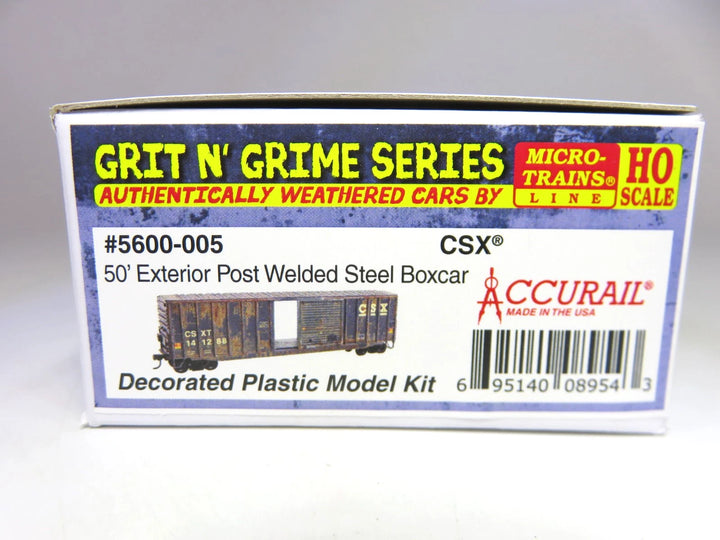 GRIT N' GRIME SERIES
AUTHENTICALLY WEATHERED CARS BY
MICRO-
TRAINS®
LINE
HO
SCALE
#5600-005
CSX®
50' Exterior Post Welded Steel Boxcar
CSXT
141288
CSX
ACCURAIL®
MADE IN THE USA
Decorated Plastic Model Kit
6 95140 08954 3